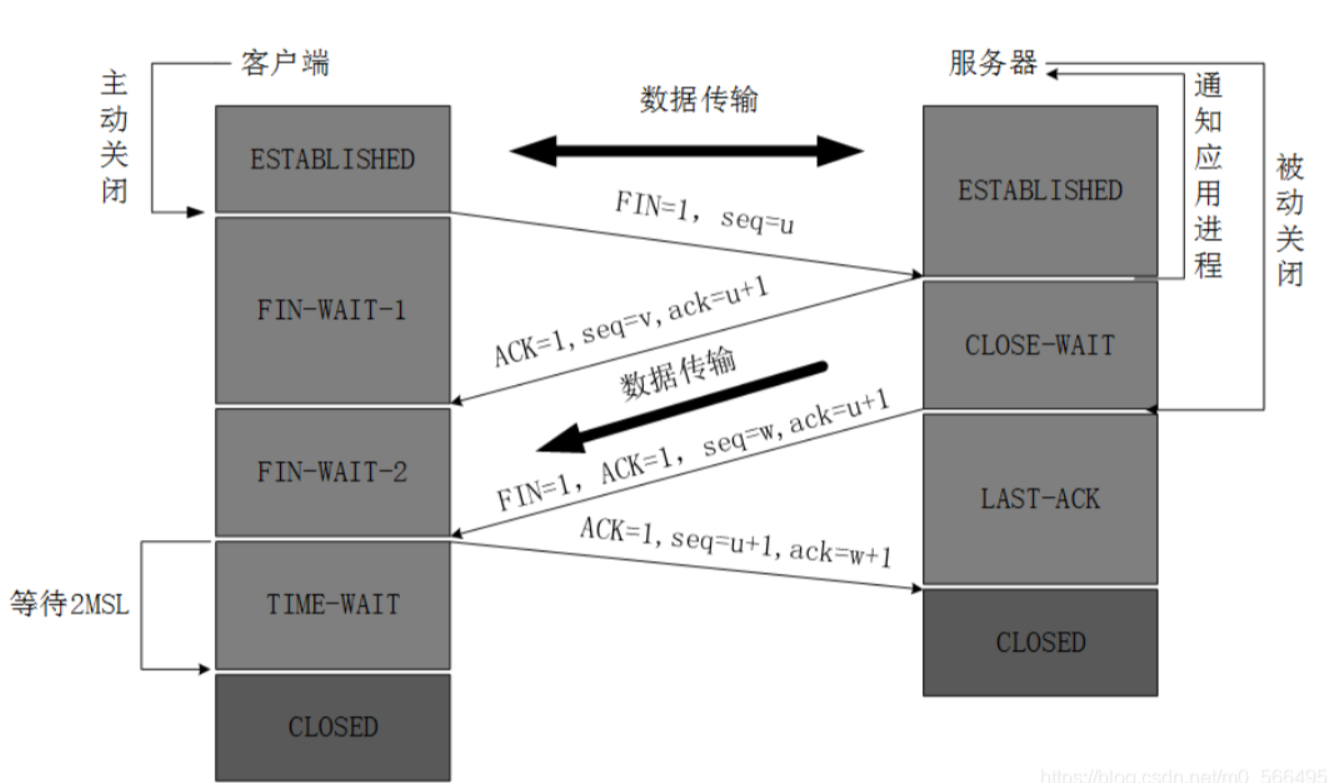 客户端
服务器
主动关闭
数据传输
通知应用进程
被动关闭
ESTABLISHED
ESTABLISHED
FIN=1, seq=u
FIN-WAIT-1
ACK=1,seq=v,ack=u+1
CLOSE-WAIT
数据传输
FIN=1, ACK=1, seq=w,ack=u+1
FIN-WAIT-2
LAST-ACK
ACK=1,seq=u+1,ack=w+1
等待2MSL
TIME-WAIT
CLOSED
CLOSED
https://blog.csdn.net/m0_566495